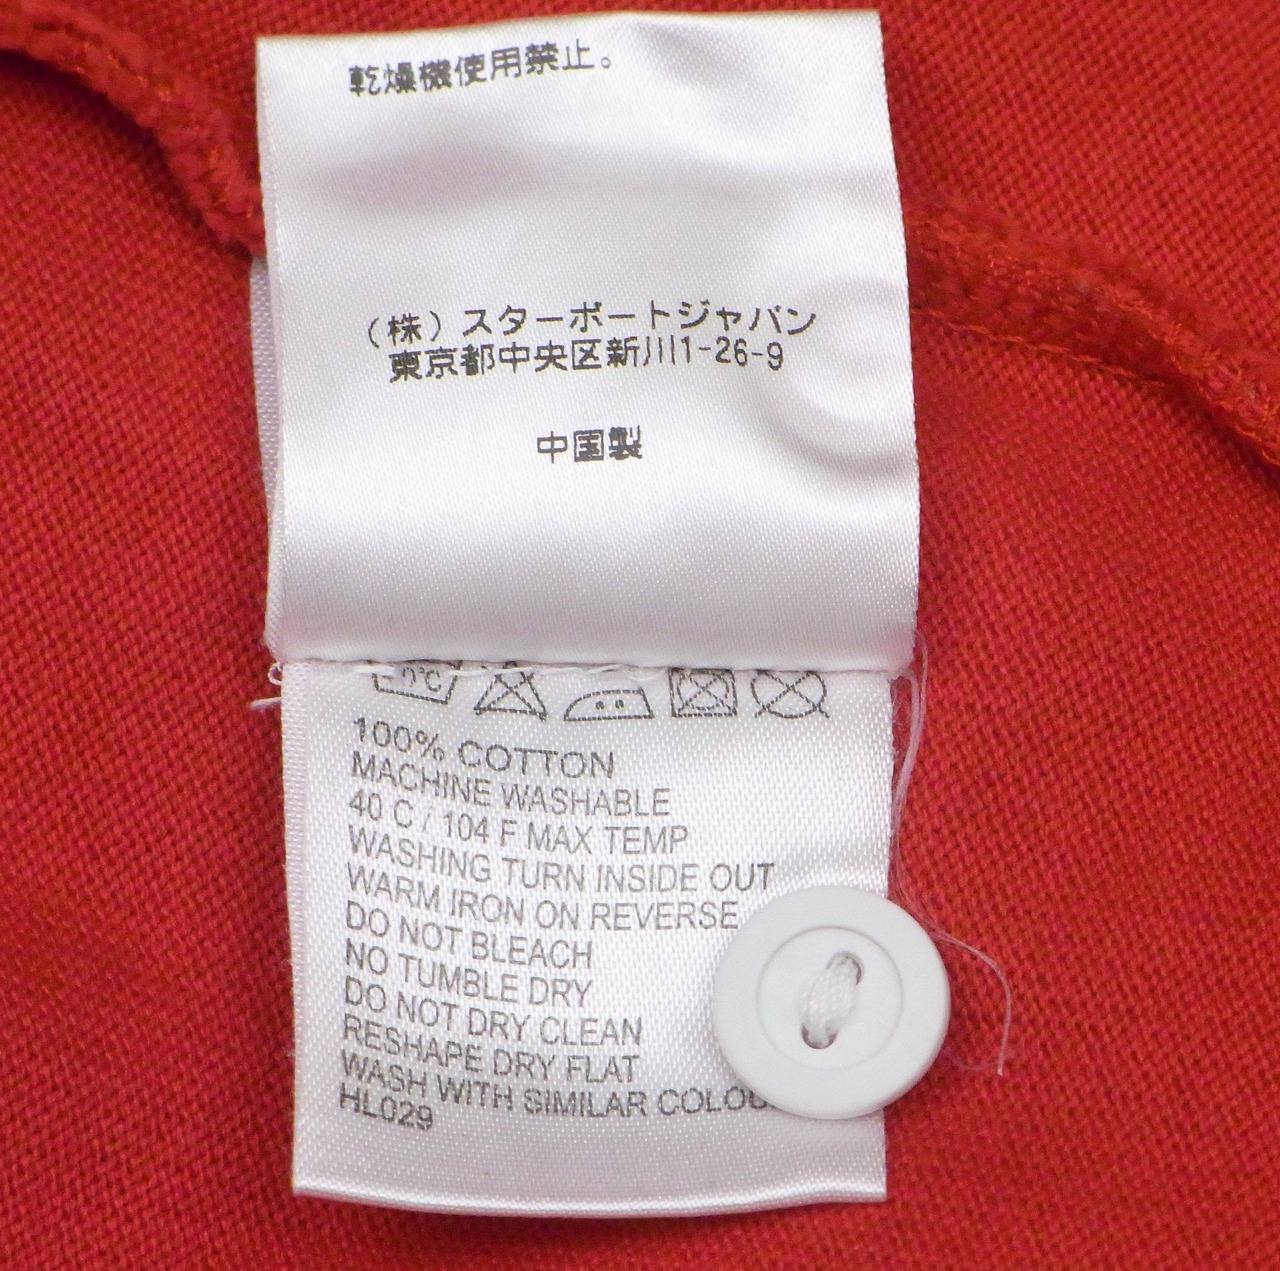 乾燥機使用禁止。
（株）スターポートジャパン
東京都中央区新川1-26-9
中国製
0℃
100% COTTON
MACHINE WASHABLE
40 C / 104 F MAX TEMP
WASHING TURN INSIDE OUT
WARM IRON ON REVERSE
DO NOT BLEACH
NO TUMBLE DRY
DO NOT DRY CLEAN
RESHAPE DRY FLAT
WASH WITH SIMILAR COLOU
HL029